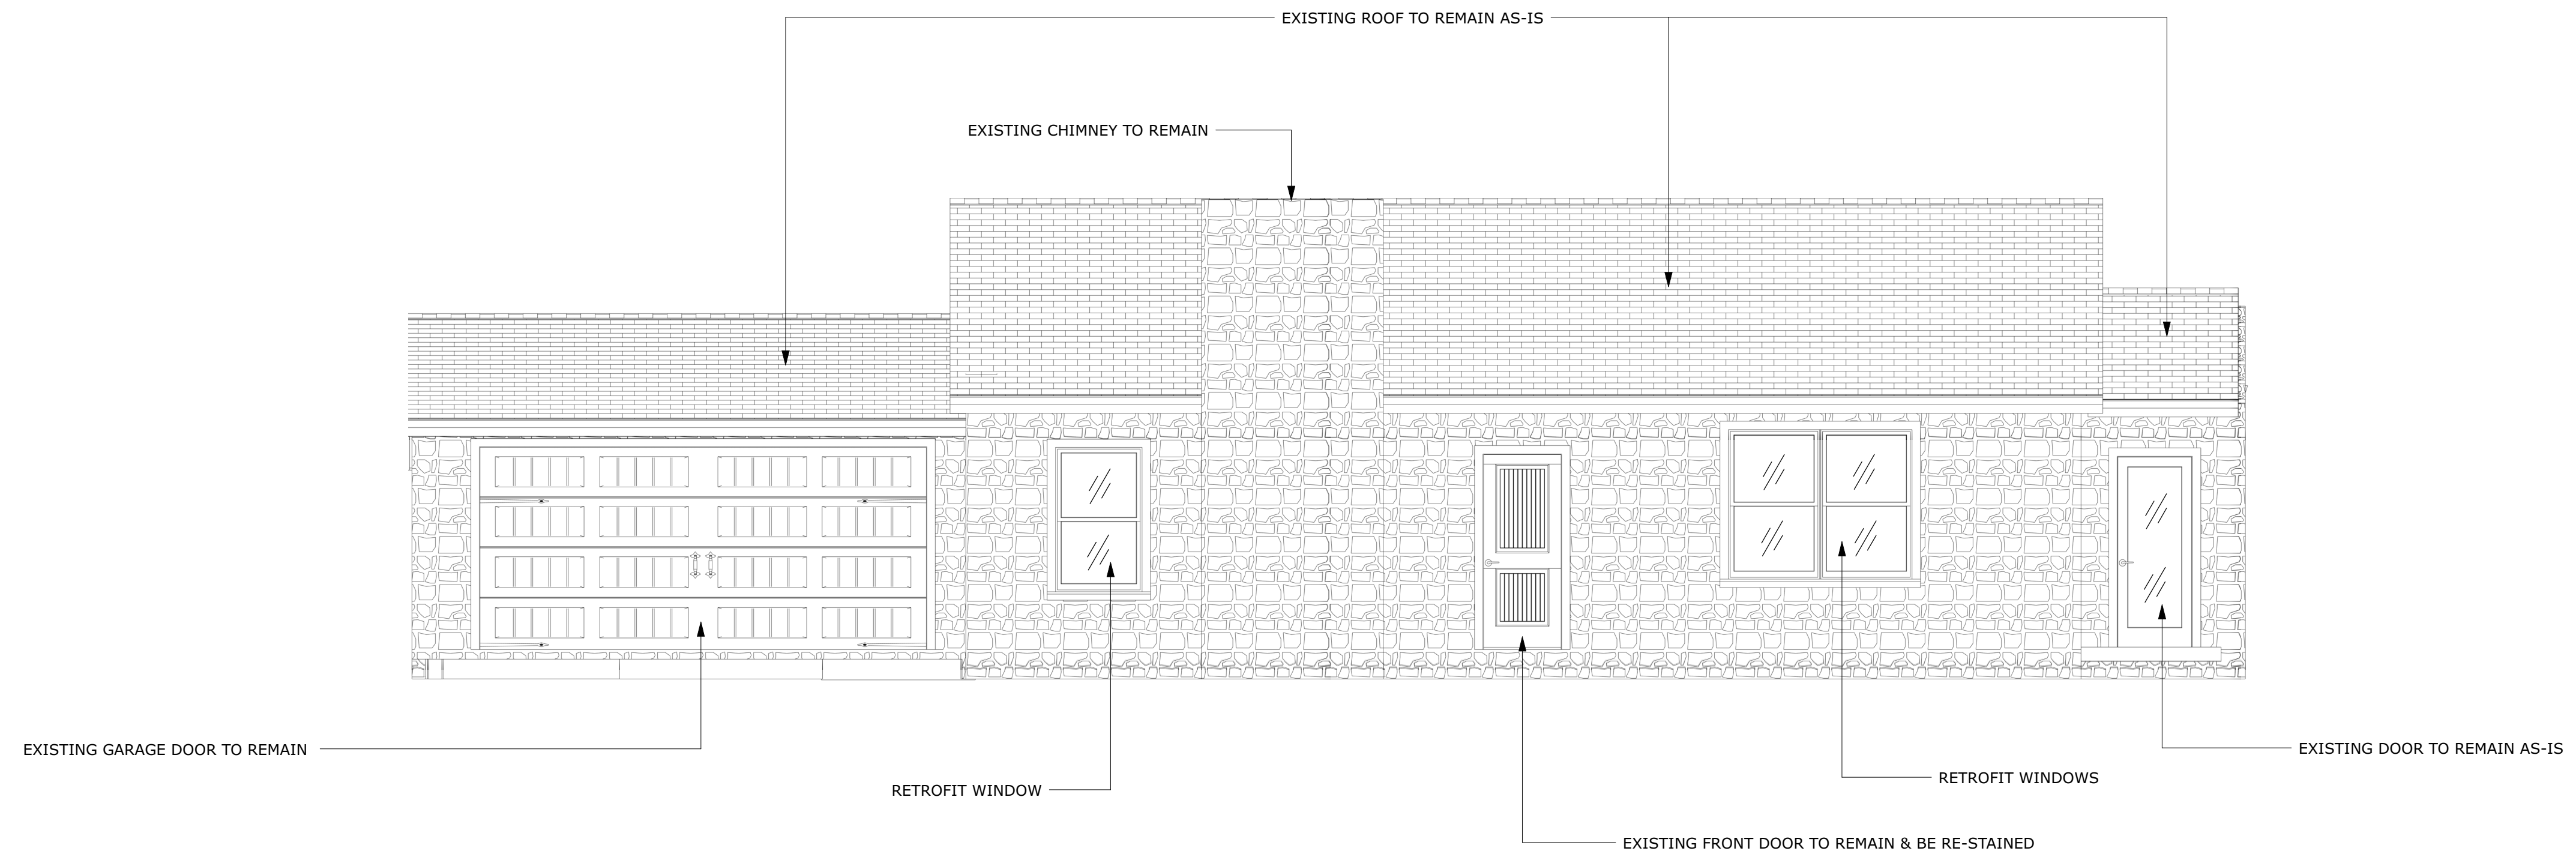 EXISTING ROOF TO REMAIN AS-IS
EXISTING CHIMNEY TO REMAIN
EXISTING GARAGE DOOR TO REMAIN
EXISTING DOOR TO REMAIN AS-IS
RETROFIT WINDOWS
RETROFIT WINDOW
EXISTING FRONT DOOR TO REMAIN & BE RE-STAINED